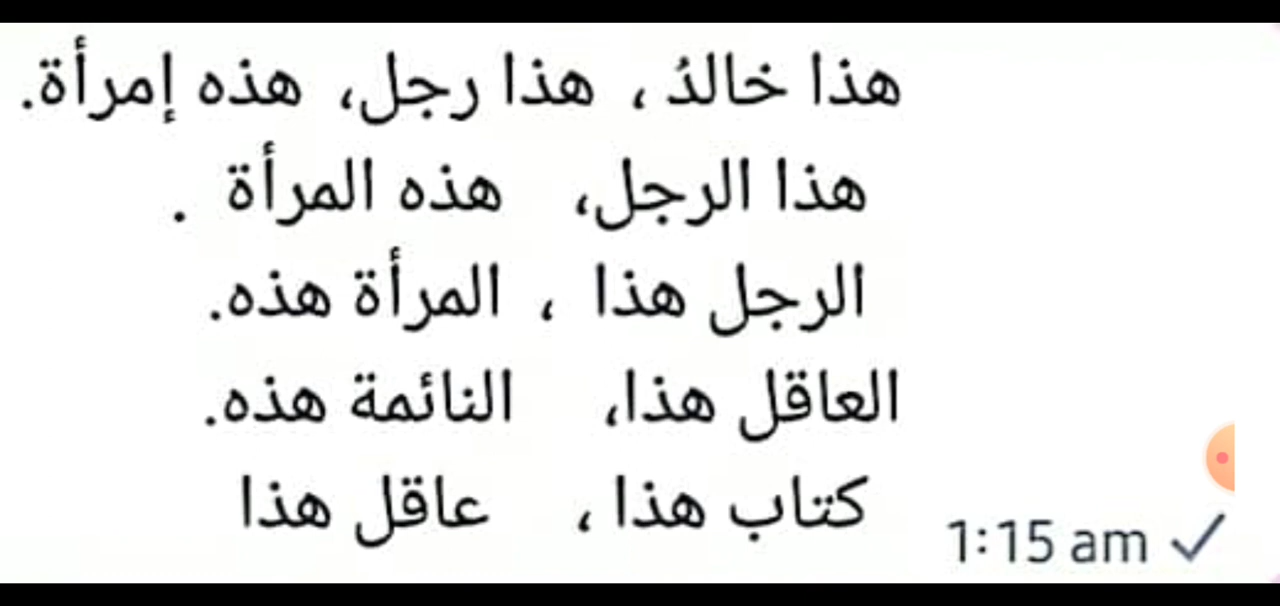 هذا خالدُ ، هذا رجل، هذه إمرأة.
هذا الرجل، هذه المرأة .
الرجل هذا ، المرأة هذه.
العاقل هذا، النائمة هذه.
كتاب هذا ، عاقل هذا
1:15 am ✓